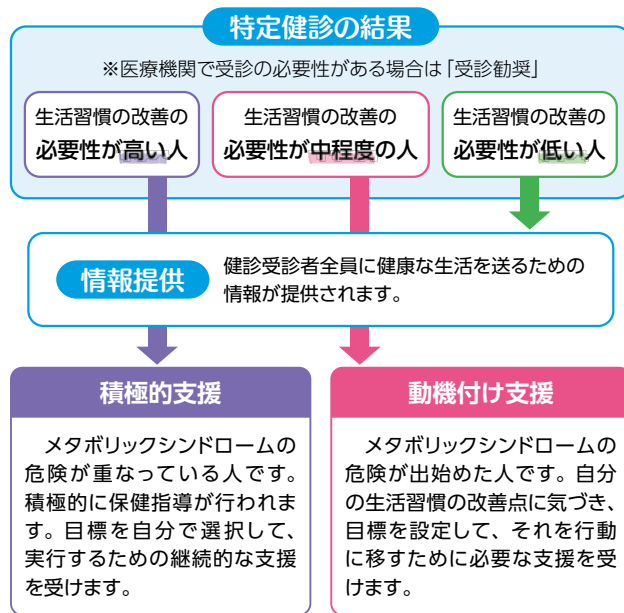 特定健診の結果
※医療機関で受診の必要性がある場合は「受診勧奨」
生活習慣の改善の
必要性が高い人
生活習慣の改善の
必要性が中程度の人
生活習慣の改善の
必要性が低い人
情報提供
健診受診者全員に健康な生活を送るための
情報が提供されます。
積極的支援
メタボリックシンドロームの
危険が重なっている人です。
積極的に保健指導が行われま
す。目標を自分で選択して、
実行するための継続的な支援
を受けます。
動機付け支援
メタボリックシンドロームの
危険が出始めた人です。自分
の生活習慣の改善点に気づき、
目標を設定して、それを行動
に移すために必要な支援を受
けます。